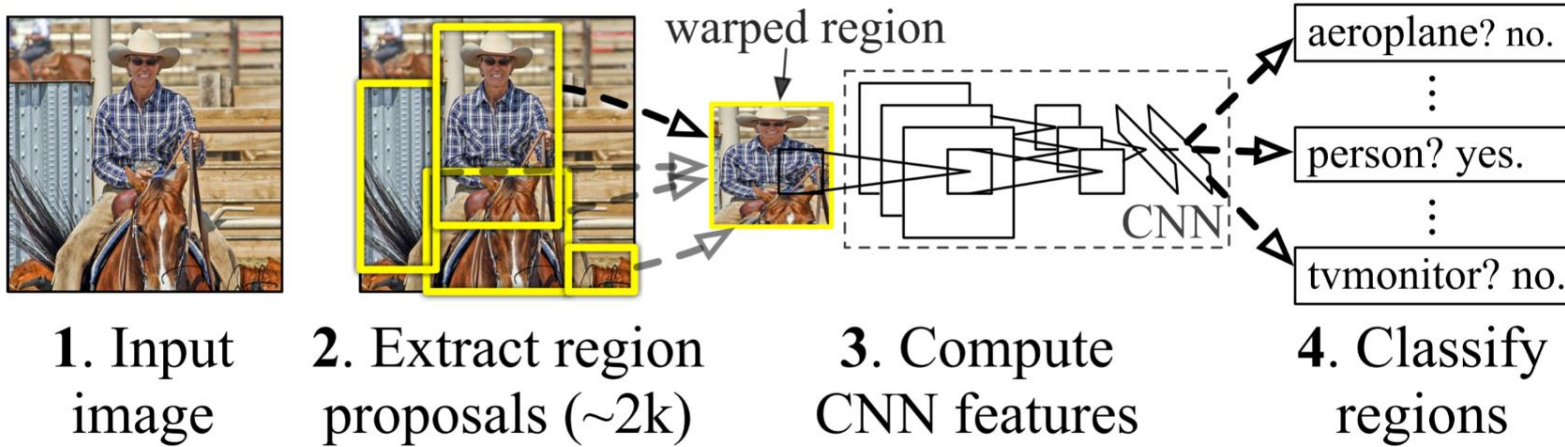 warped region
aeroplane? no.
person? yes.
CNN
tvmonitor? no.
1. Input
image
2. Extract region
proposals (~2k)
3. Compute
CNN features
4. Classify
regions